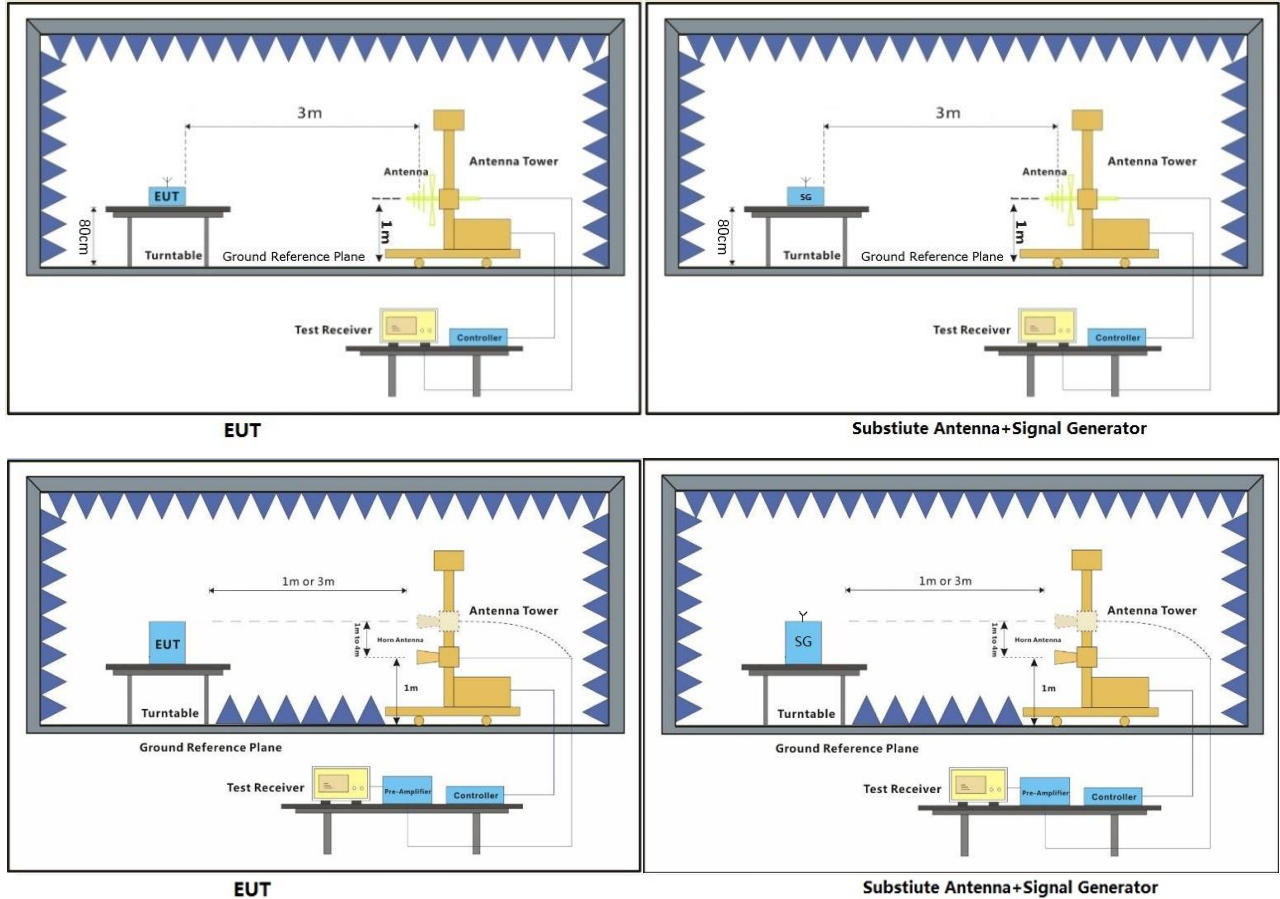 3m
Antenna Tower
Antenna
EUT
80cm
1m
Turntable
Ground Reference Plane
Test Receiver
Controller
EUT
3m
Antenna Tower
Antenna
SG
80cm
1m
Turntable
Ground Reference Plane
Test Receiver
Controller
Substiute Antenna+Signal Generator
1m or 3m
Antenna Tower
1m to 4m
Horn Antenna
EUT
1m
Turntable
Ground Reference Plane
Test Receiver
Pre-Amplifier
Controller
EUT
1m or 3m
Antenna Tower
1m to 4m
Horn Antenna
SG
1m
Turntable
Ground Reference Plane
Test Receiver
Pre-Amplifier
Controller
Substiute Antenna+Signal Generator